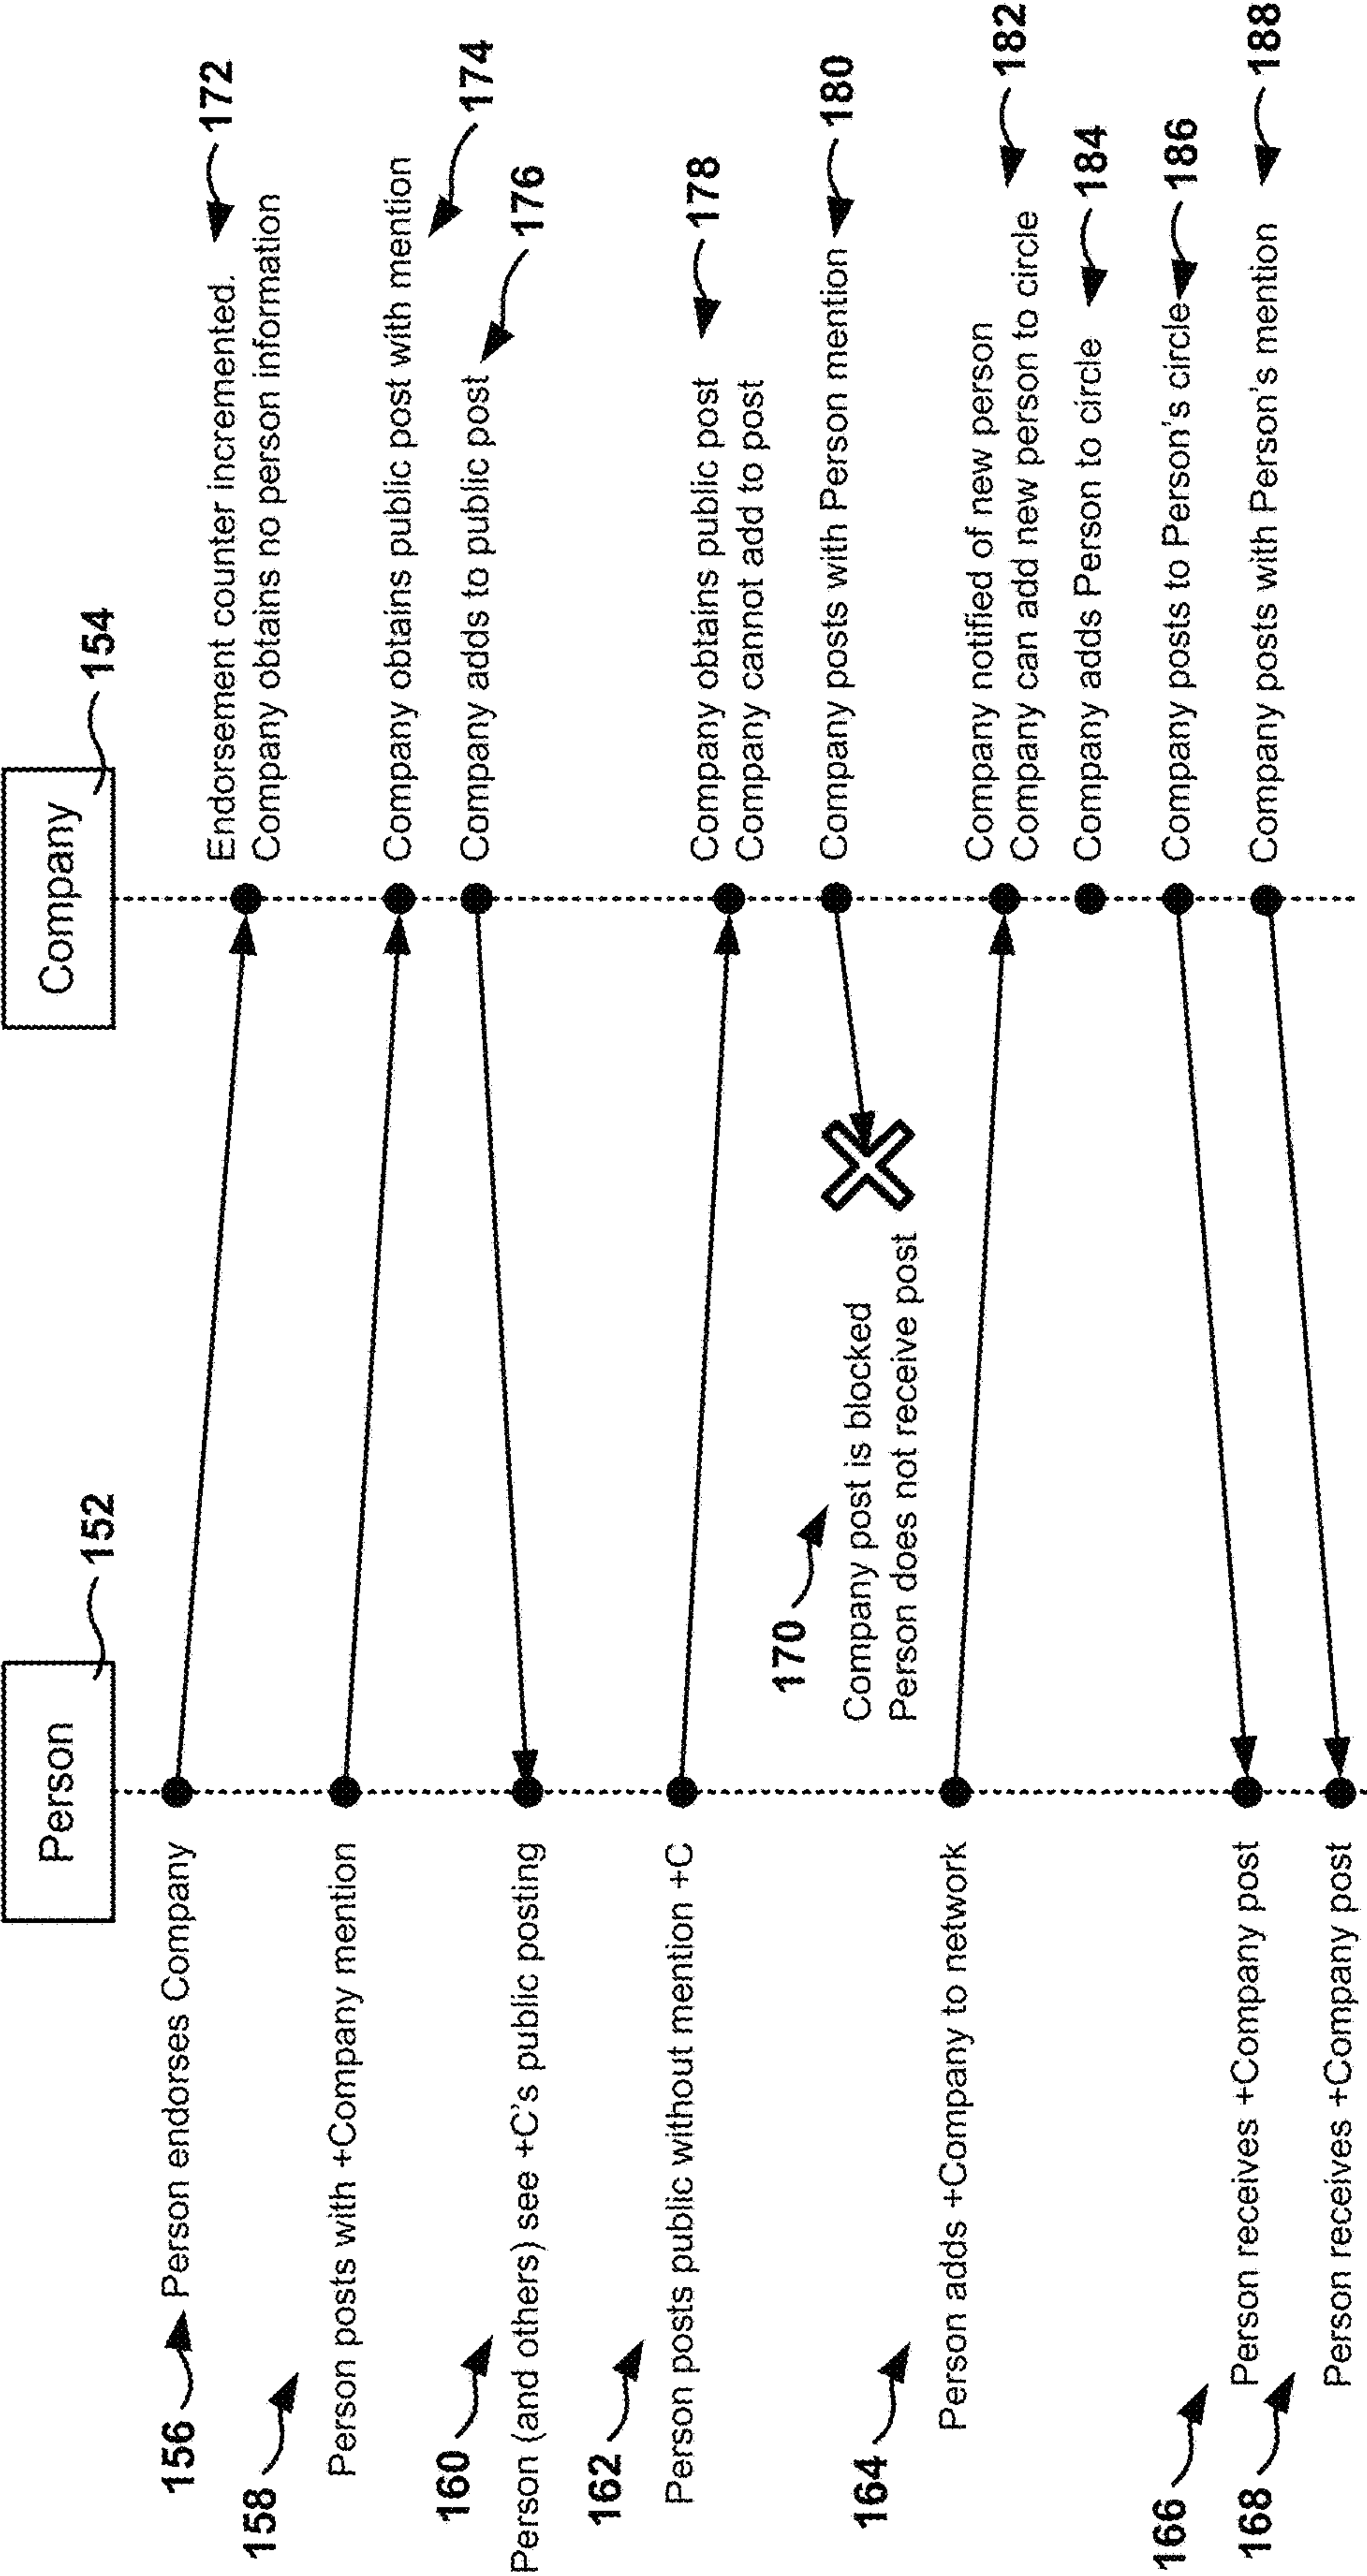 Person
152
Company
154
156
Person endorses Company
Endorsement counter incremented.
Company obtains no person information
172
158
Person posts with +Company mention
Company obtains public post with mention
174
160
Person (and others) see +C's public posting
Company adds to public post
176
162
Person posts public without mention +C
Company obtains public post
Company cannot add to post
178
170
Company post is blocked
Person does not receive post
Company posts with Person mention
180
164
Person adds +Company to network
Company notified of new person
Company can add new person to circle
182
Company adds Person to circle
184
166
Person receives +Company post
Company posts to Person's circle
186
168
Person receives +Company post
Company posts with Person's mention
188